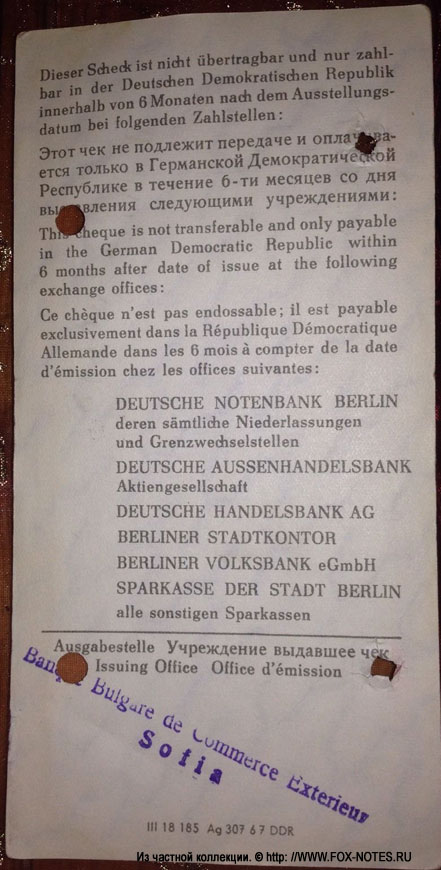 Dieser Scheck ist nicht übertragbar und nur zahl-
bar in der Deutschen Demokratischen Republik
innerhalb von 6 Monaten nach dem Ausstellungs-
datum bei folgenden Zahlstellen :
Этот чек не подлежит передаче и оплачива-
ется только в Германской Демократической
Республике в течение 6-ти месяцев со дня
выставления следующими учреждениями :
This cheque is not transferable and only payable
in the German Democratic Republic within
6 months after date of issue at the following
exchange offices :
Ce chèque n'est pas endossable ; il est payable
exclusivement dans la République Démocratique
Allemande dans les 6 mois à compter de la date
d'émission chez les offices suivantes :
DEUTSCHE NOTENBANK BERLIN
deren sämtliche Niederlassungen
und Grenzwechselstellen
DEUTSCHE AUSSENHANDELSBANK
Aktiengesellschaft
DEUTSCHE HANDELSBANK AG
BERLINER STADTKONTOR
BERLINER VOLKSBANK eGmbH
SPARKASSE DER STADT BERLIN
alle sonstigen Sparkassen
Ausgabestelle Учреждение выдавшее чек
Issuing Office Office d'émission
Banque Bulgare de Commerce Exterieur
Sofia
III 18 185 Ag 307 67 DDR
Из частной коллекции. © http: //WWW.FOX-NOTES.RU